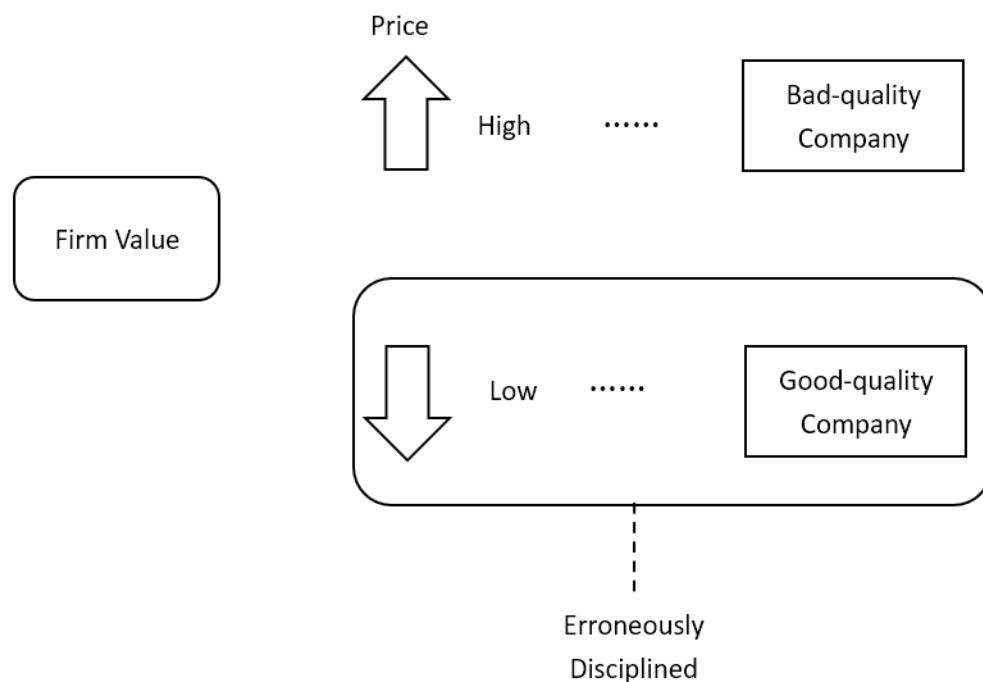 Price
High
......
Bad-quality
Company
Firm Value
Low
......
Good-quality
Company
Erroneously
Disciplined